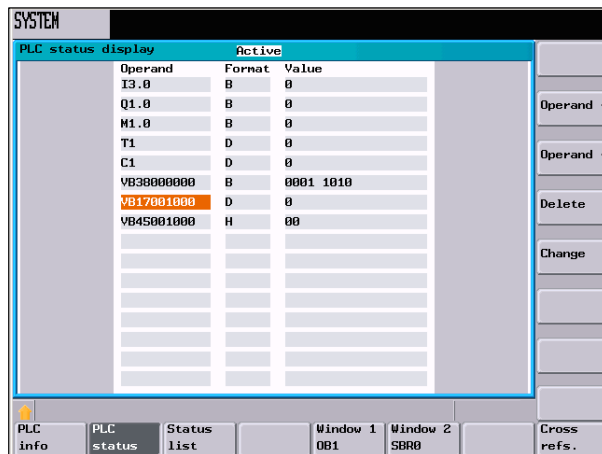 SYSTEM
PLC status display Active
Operand Format Value
I3.0 B 0
Q1.0 B 0
M1.0 B 0
T1 D 0
C1 D 0
VB38000000 B 0001 1010
VB17001000 D 0
VB45001000 H 00
Operand
Operand
Delete
Change
PLC info
PLC status
Status list
Window 1 OB1
Window 2 SBR0
Cross refs.